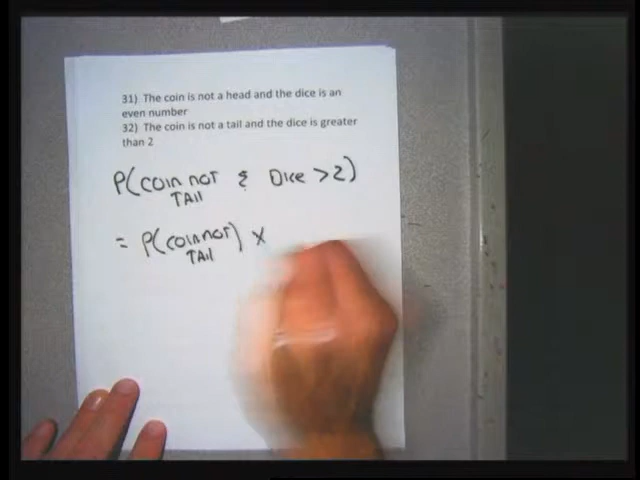 31) The coin is not a head and the dice is an
even number
32) The coin is not a tail and the dice is greater
than 2
P(coin not & Dice >2)
TAil
= P(coin not) x
TAil